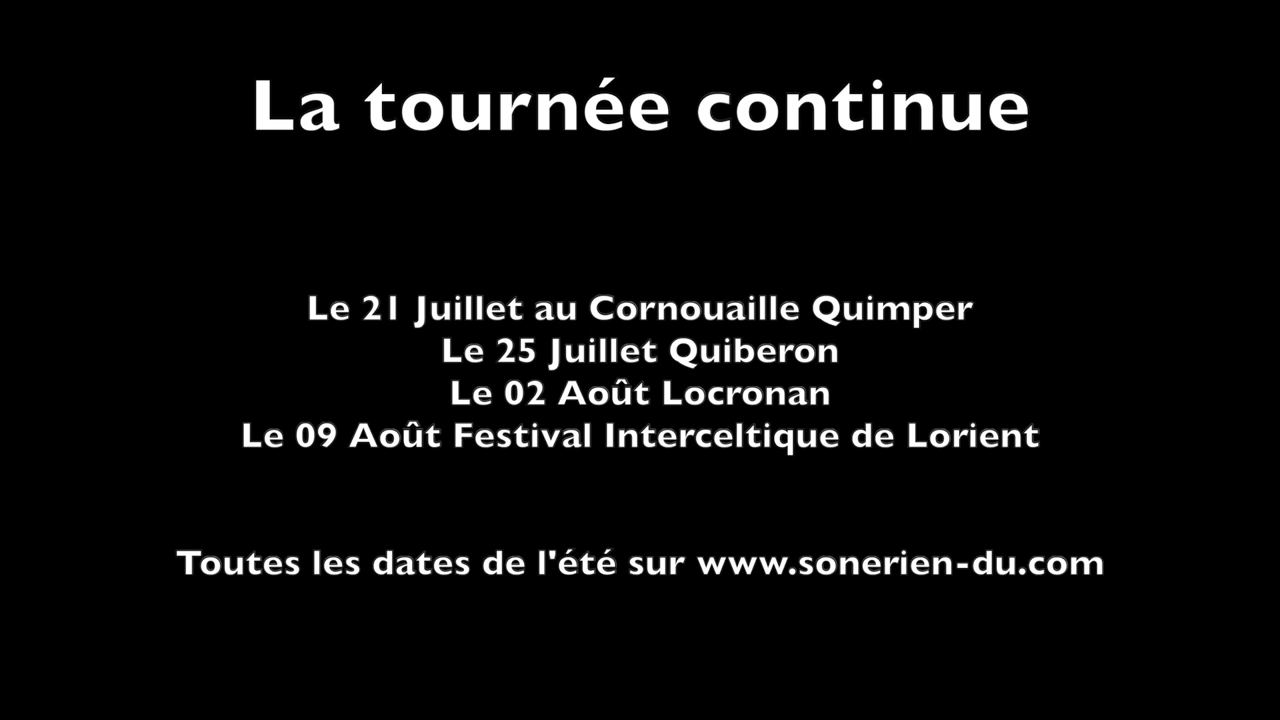 La tournée continue
Le 21 Juillet au Cornouaille Quimper
Le 25 Juillet Quiberon
Le 02 Août Locronan
Le 09 Août Festival Interceltique de Lorient
Toutes les dates de l'été sur www.sonerien-du.com